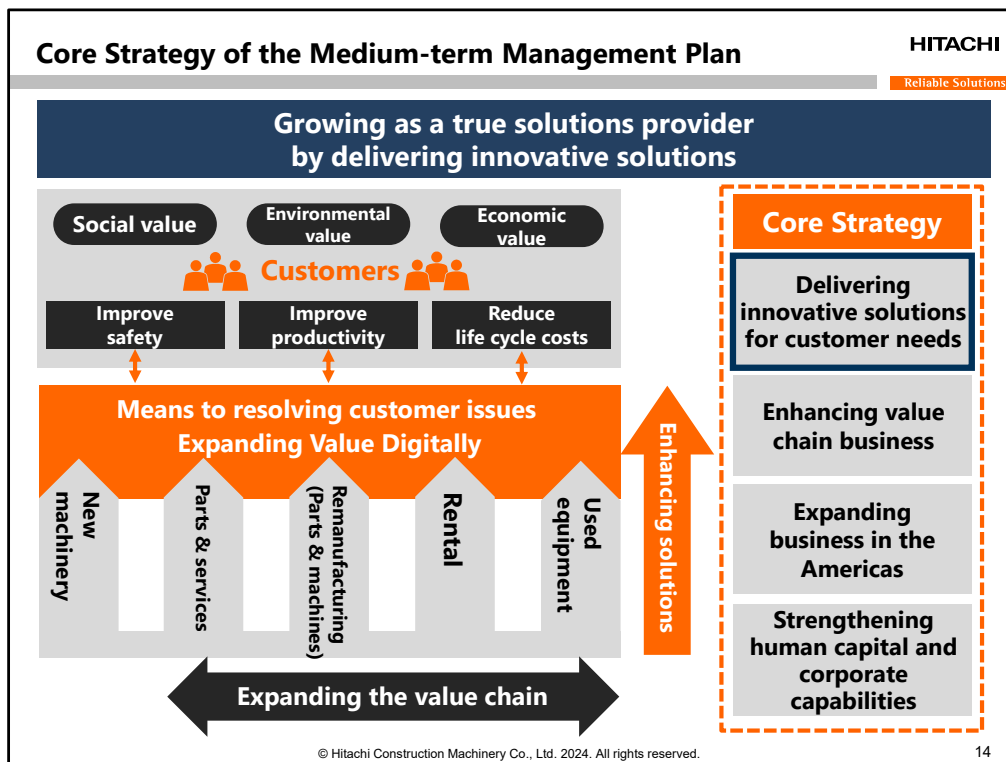 Core Strategy of the Medium-term Management Plan
HITACHI
Reliable Solutions
Growing as a true solutions provider
by delivering innovative solutions
Social value
Environmental
value
Economic
value
Customers
Improve
safety
Improve
productivity
Reduce
life cycle costs
Means to resolving customer issues
Expanding Value Digitally
New
machinery
Parts & services
Remanufacturing
(Parts & machines)
Rental
Used
equipment
Expanding the value chain
Enhancing solutions
Core Strategy
Delivering
innovative solutions
for customer needs
Enhancing value
chain business
Expanding
business in the
Americas
Strengthening
human capital and
corporate
capabilities
© Hitachi Construction Machinery Co., Ltd. 2024. All rights reserved.
14